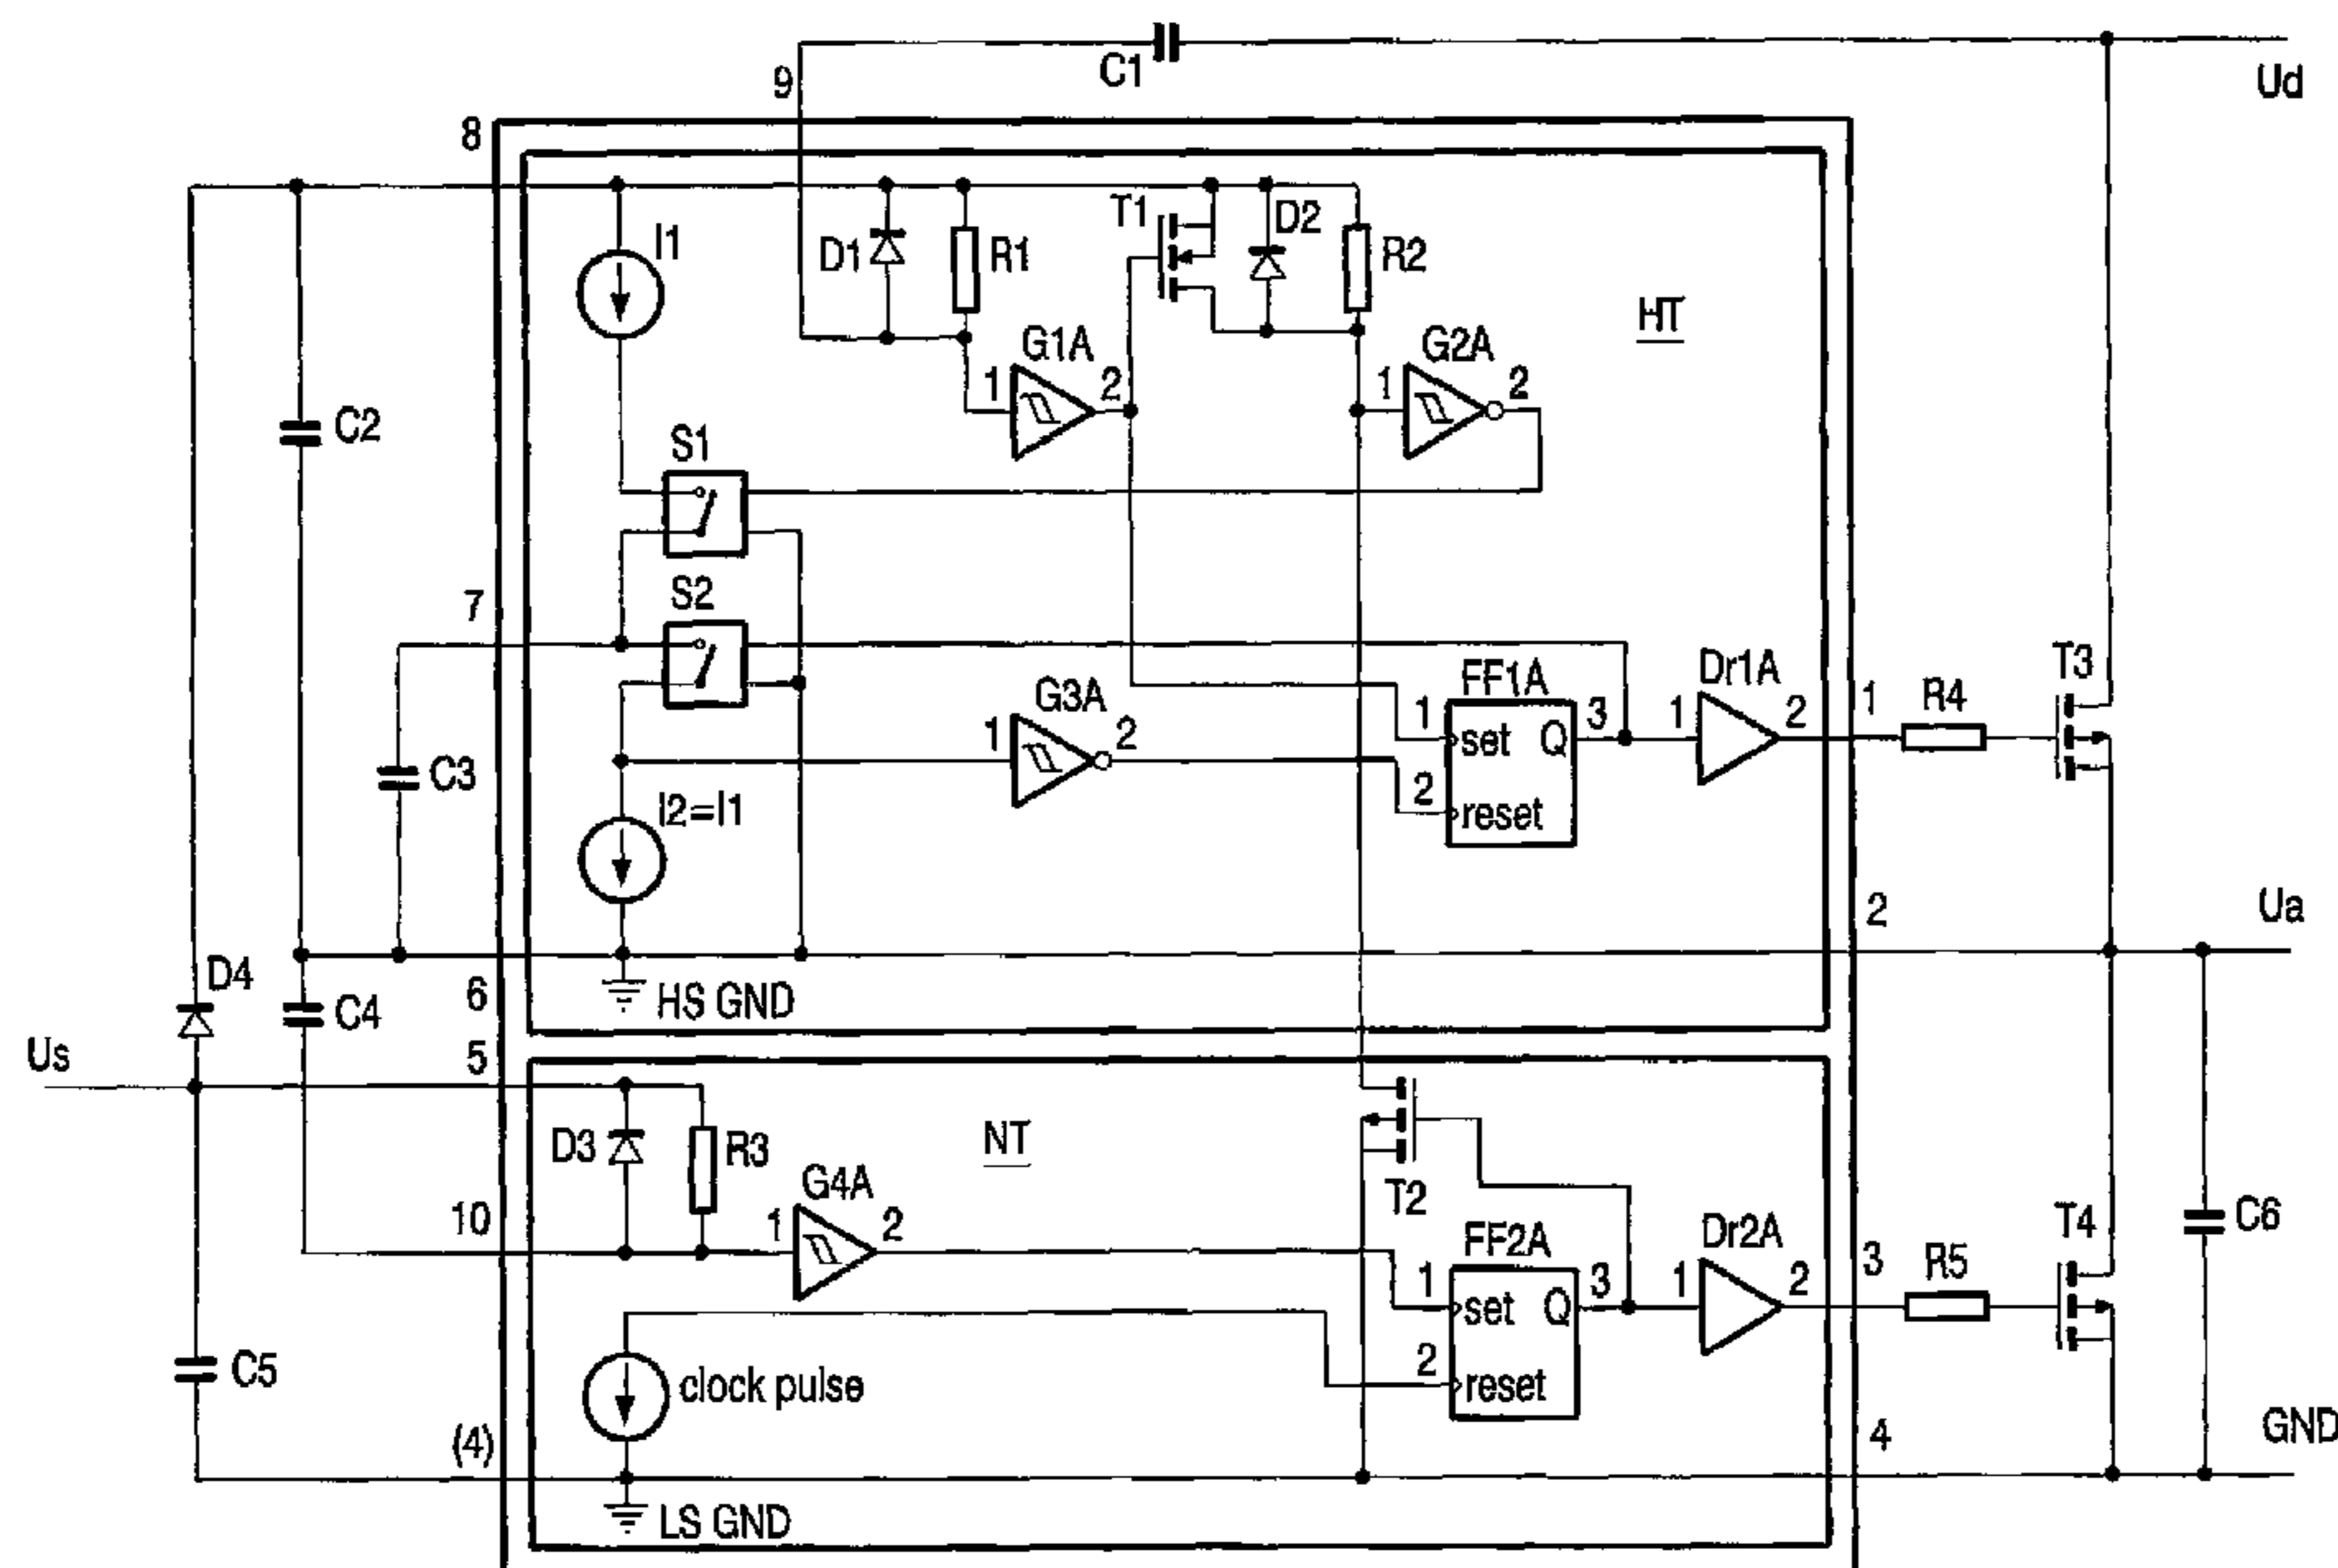 C1
9
Ud
8
T1
D2
I1
D1
R1
R2
HT
G1A
G2A
1
2
1
2
C2
S1
7
S2
T3
FF1A
Dr1A
G3A
1
R4
1
3
1
2
C3
1
2
set
Q
I2=I1
2
reset
2
Ua
D4
6
HS GND
C4
Us
5
D3
R3
NT
T2
10
G4A
1
2
FF2A
Dr2A
T4
C6
3
R5
1
3
1
2
set
Q
C5
clock pulse
2
reset
(4)
4
GND
LS GND